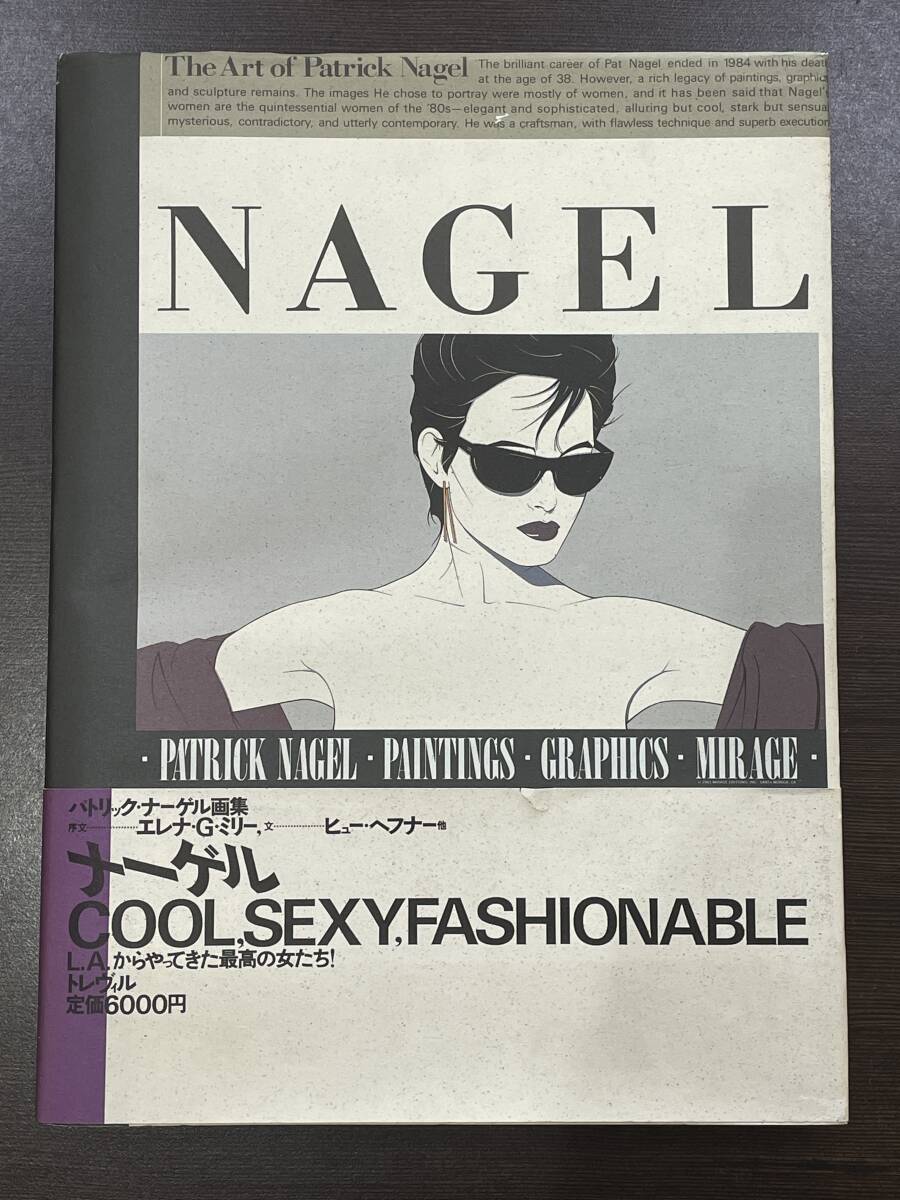 The Art of Patrick Nagel The brilliant career of Pat Nagel ended in 1984 with his deat
at the age of 38. However, a rich legacy of paintings, graphic
and sculpture remains. The images He chose to portray were mostly of women, and it has been said that Nagel'
women are the quintessential women of the '80s—elegant and sophisticated, alluring but cool, stark but sensua
mysterious, contradictory, and utterly contemporary. He was a craftsman, with flawless technique and superb execution
NAGEL
· PATRICK NAGEL · PAINTINGS · GRAPHICS · MIRAGE ·
パトリック・ナーゲル画集
序文………………エレナ・G・ミリー, 文……………ヒュー・ヘフナー他
ナーゲル
COOL,SEXY,FASHIONABLE
L.A.からやってきた最高の女たち!
トレヴィル
定価6000円